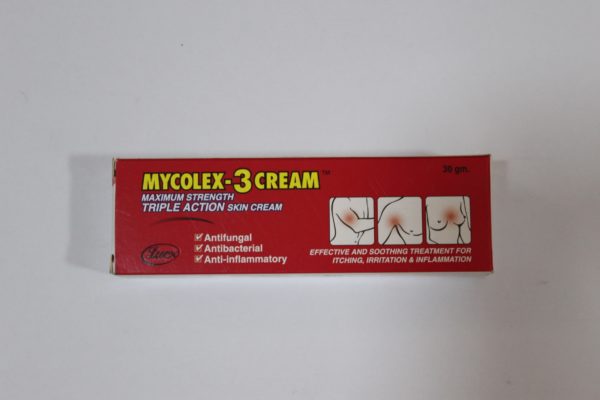 MYCOLEX-3 CREAM™
30 gm.
MAXIMUM STRENGTH
TRIPLE ACTION SKIN CREAM
Antifungal
Antibacterial
Anti-inflammatory
EFFECTIVE AND SOOTHING TREATMENT FOR
ITCHING, IRRITATION & INFLAMMATION